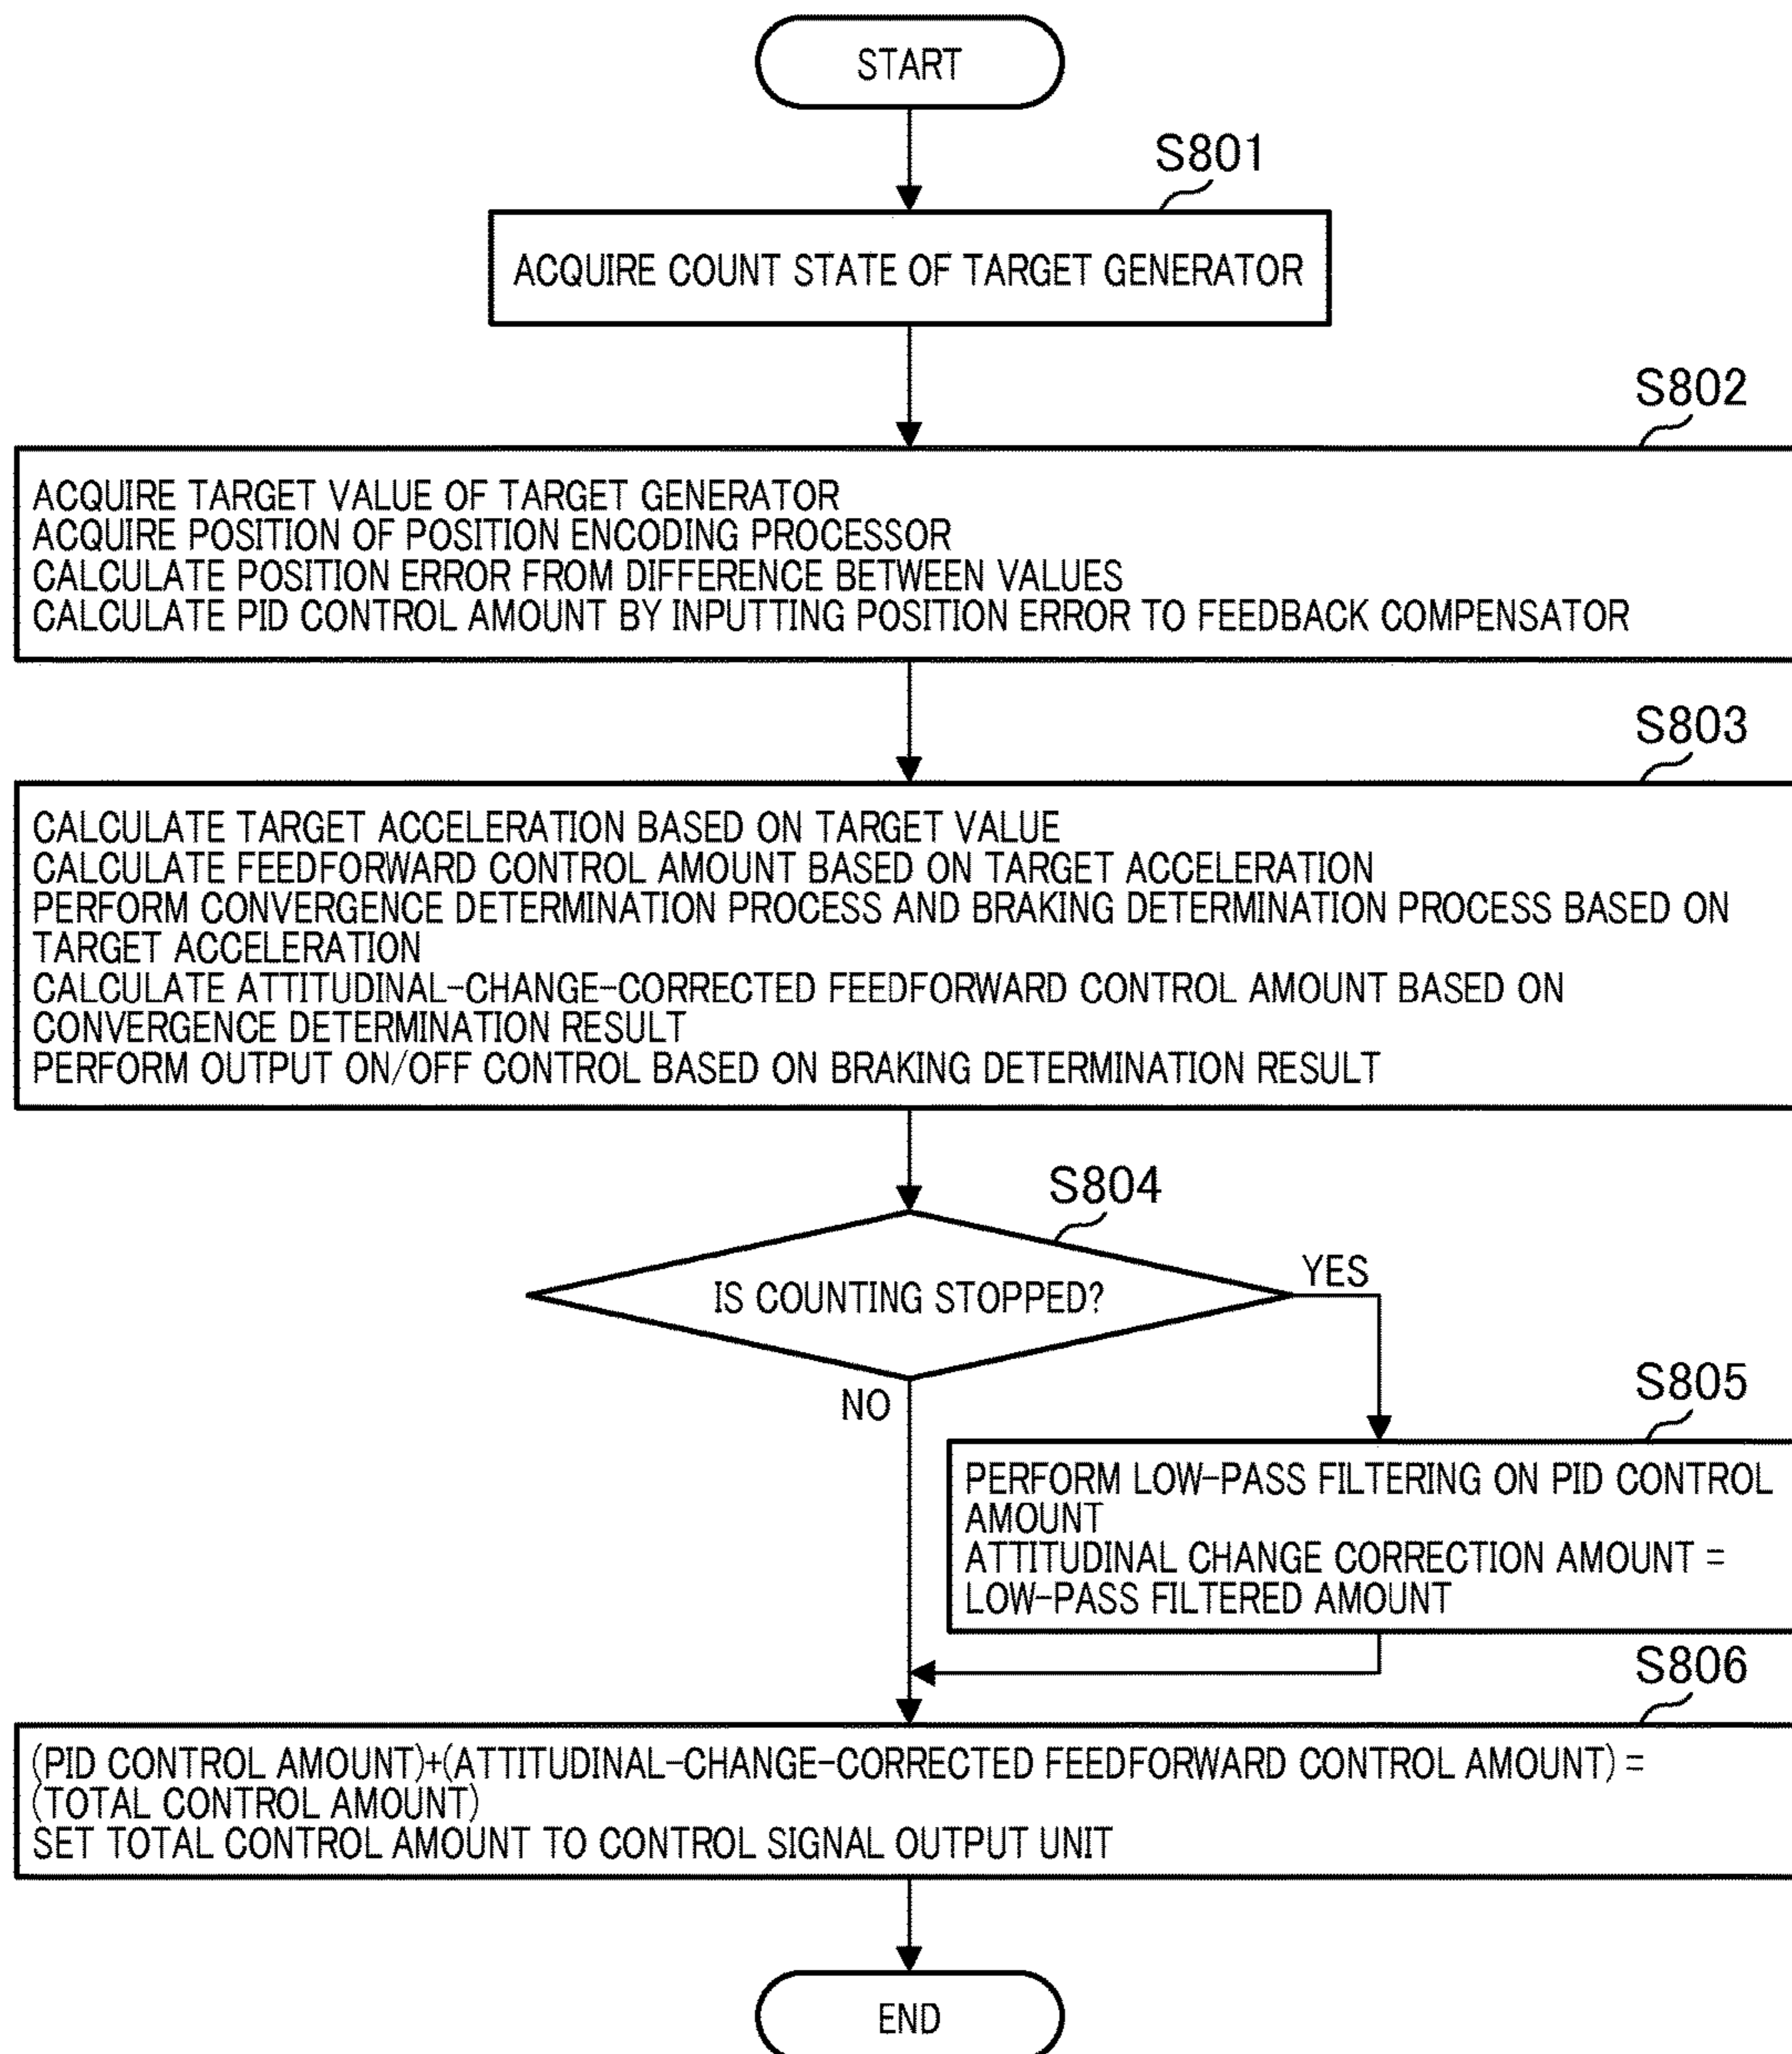 START
S801
ACQUIRE COUNT STATE OF TARGET GENERATOR
S802
ACQUIRE TARGET VALUE OF TARGET GENERATOR
ACQUIRE POSITION OF POSITION ENCODING PROCESSOR
CALCULATE POSITION ERROR FROM DIFFERENCE BETWEEN VALUES
CALCULATE PID CONTROL AMOUNT BY INPUTTING POSITION ERROR TO FEEDBACK COMPENSATOR
S803
CALCULATE TARGET ACCELERATION BASED ON TARGET VALUE
CALCULATE FEEDFORWARD CONTROL AMOUNT BASED ON TARGET ACCELERATION
PERFORM CONVERGENCE DETERMINATION PROCESS AND BRAKING DETERMINATION PROCESS BASED ON
TARGET ACCELERATION
CALCULATE ATTITUDINAL-CHANGE-CORRECTED FEEDFORWARD CONTROL AMOUNT BASED ON
CONVERGENCE DETERMINATION RESULT
PERFORM OUTPUT ON/OFF CONTROL BASED ON BRAKING DETERMINATION RESULT
S804
IS COUNTING STOPPED?
YES
NO
S805
PERFORM LOW-PASS FILTERING ON PID CONTROL
AMOUNT
ATTITUDINAL CHANGE CORRECTION AMOUNT =
LOW-PASS FILTERED AMOUNT
S806
(PID CONTROL AMOUNT)+(ATTITUDINAL-CHANGE-CORRECTED FEEDFORWARD CONTROL AMOUNT) =
(TOTAL CONTROL AMOUNT)
SET TOTAL CONTROL AMOUNT TO CONTROL SIGNAL OUTPUT UNIT
END